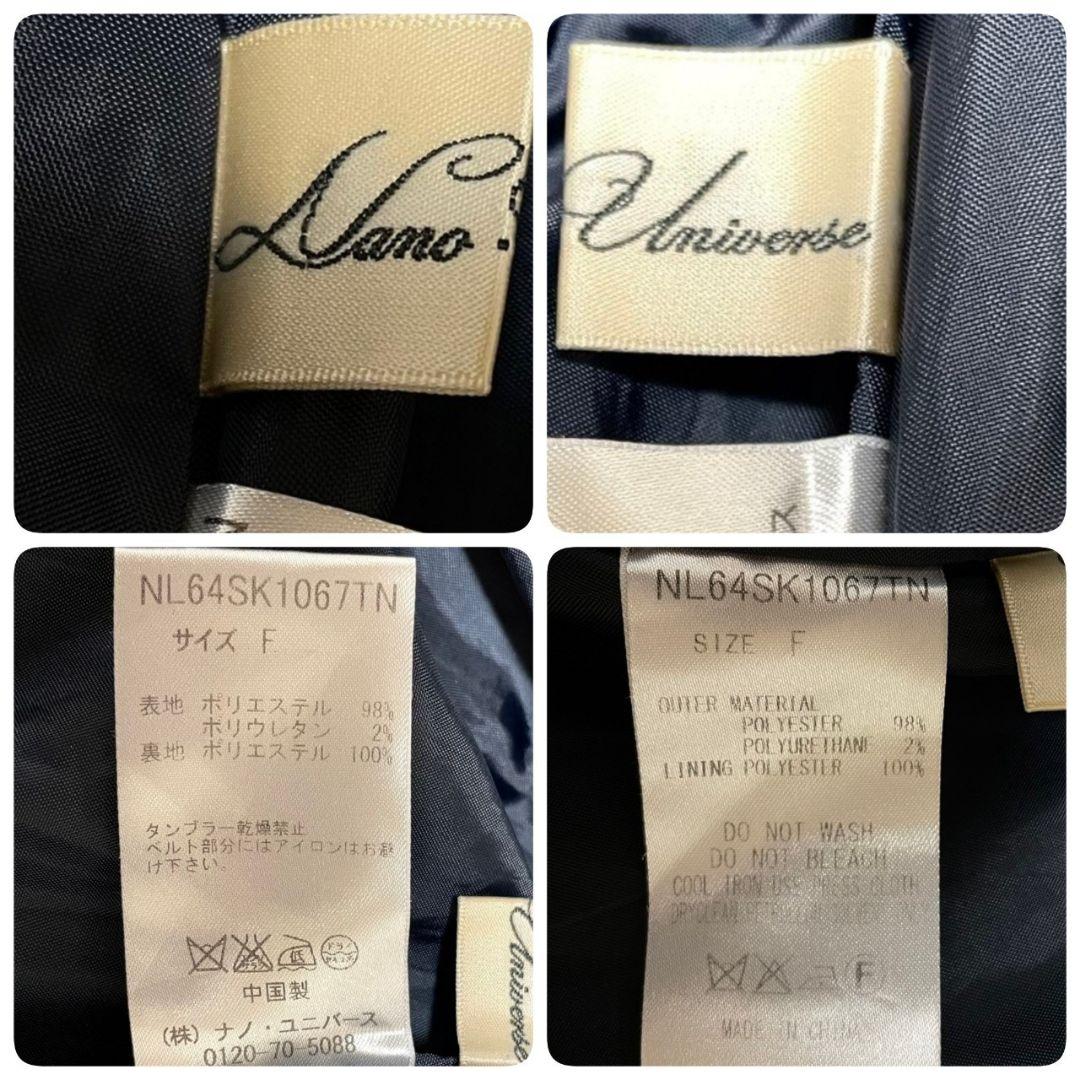 Nano
Universe
NL64SK1067TN
サイズ F
表地 ポリエステル 98%
ポリウレタン 2%
裏地 ポリエステル 100%
タンブラー乾燥禁止
ベルト部分にはアイロンはお避
け下さい。
低
ドライ
中国製
(株) ナノ・ユニバース
0120-70-5088
Universe
NL64SK1067TN
SIZE F
OUTER MATERIAL
POLYESTER 98%
POLYURETHANE 2%
LINING POLYESTER 100%
DO NOT WASH
DO NOT BLEACH
COOL IRON USE PRESS CLOTH
DRYCLEAN
F
MADE IN CHINA